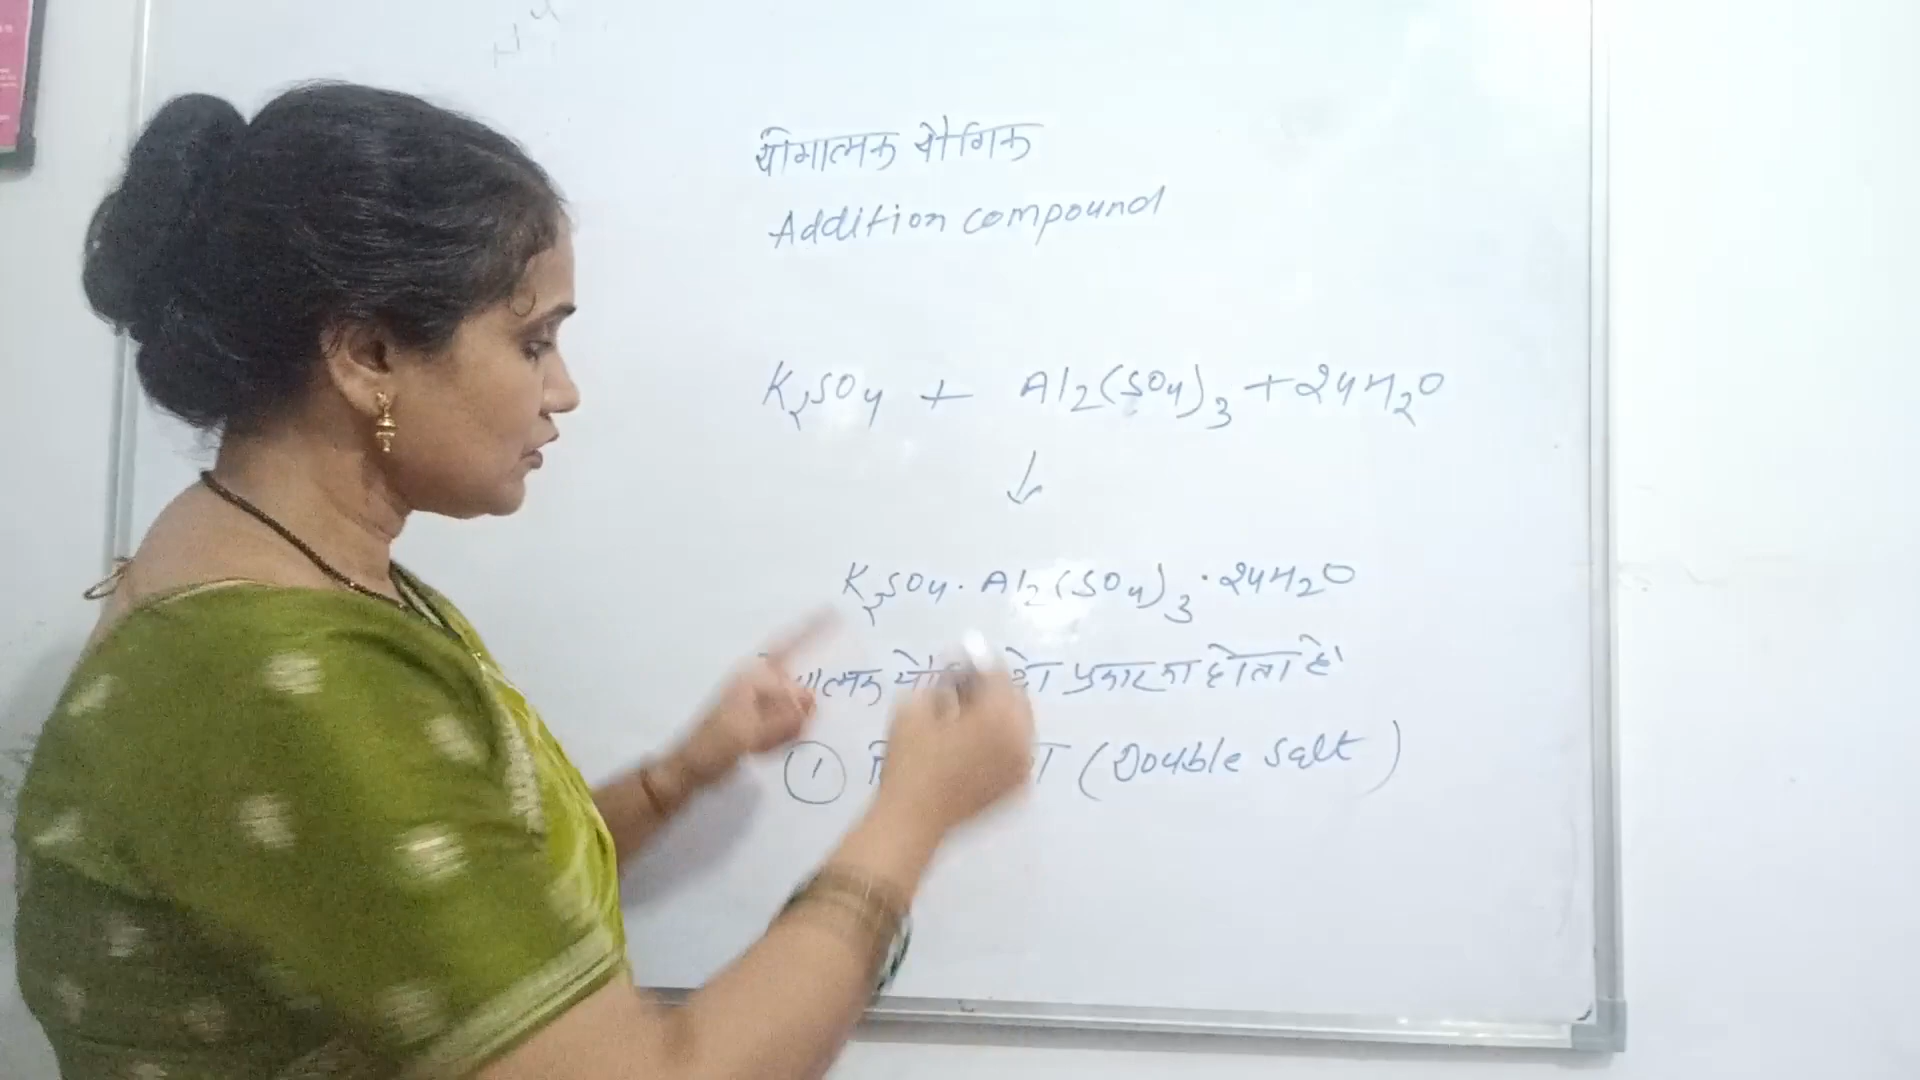 योगात्मक यौगिक
Addition compound
K2SO4 + Al2(SO4)3 + 24H2O
↓
K2SO4 · Al2(SO4)3 · 24H2O
प्रकार का होता है।
① (Double salt)